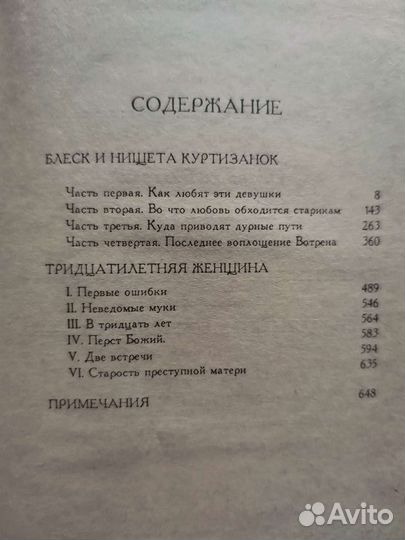 СОДЕРЖАНИЕ
БЛЕСК И НИЩЕТА КУРТИЗАНОК
Часть первая. Как любят эти девушки 8
Часть вторая. Во что любовь обходится старикам 143
Часть третья. Куда приводят дурные пути 263
Часть четвертая. Последнее воплощение Вотрена 360
ТРИДЦАТИЛЕТНЯЯ ЖЕНЩИНА
I. Первые ошибки 489
II. Неведомые муки 546
III. В тридцать лет 564
IV. Перст Божий. 583
V. Две встречи 594
VI. Старость преступной матери 635
ПРИМЕЧАНИЯ 648
Avito